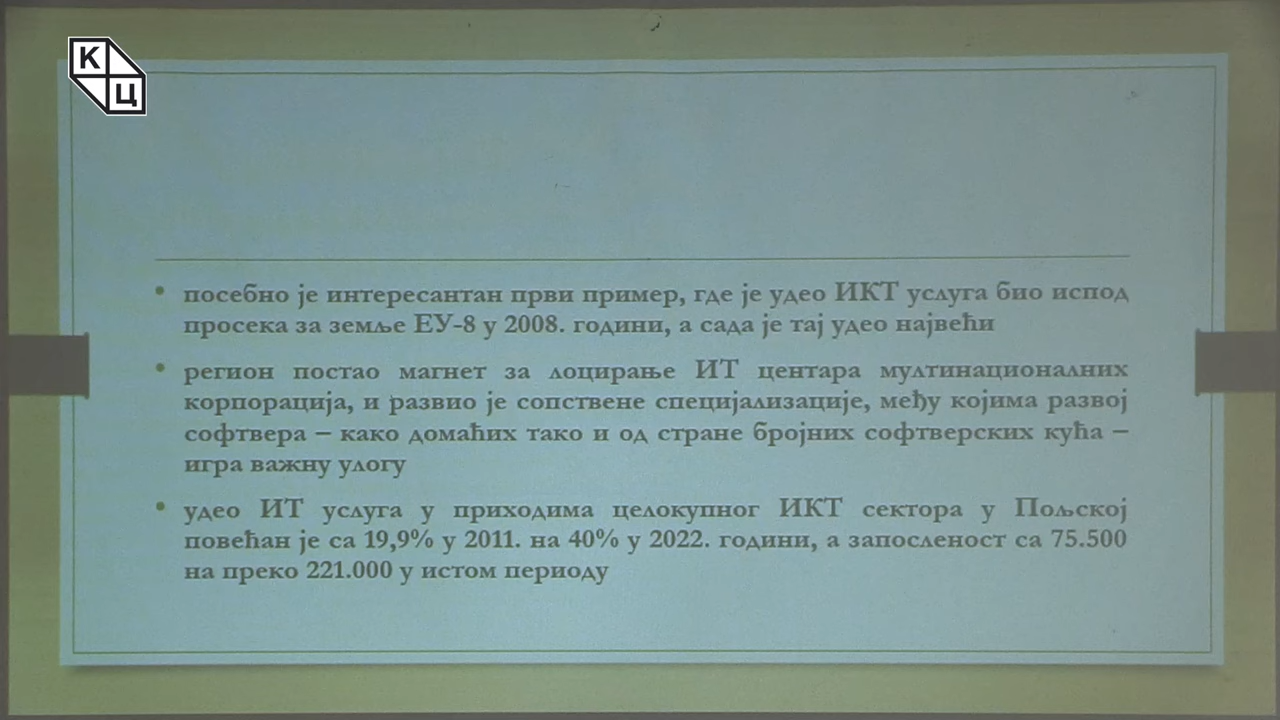 К
Ц
• посебно је интересантан први пример, где је удео ИКТ услуга био испод
просека за земље ЕУ-8 у 2008. години, а сада је тај удео највећи
• регион постао магнет за лоцирање ИТ центара мултинационалних
корпорација, и развио је сопствене специјализације, међу којима развој
софтвера – како домаћих тако и од стране бројних софтверских кућа –
игра важну улогу
• удео ИТ услуга у приходима целокупног ИКТ сектора у Пољској
повећан је са 19,9% у 2011. на 40% у 2022. години, а запосленост са 75.500
на преко 221.000 у истом периоду